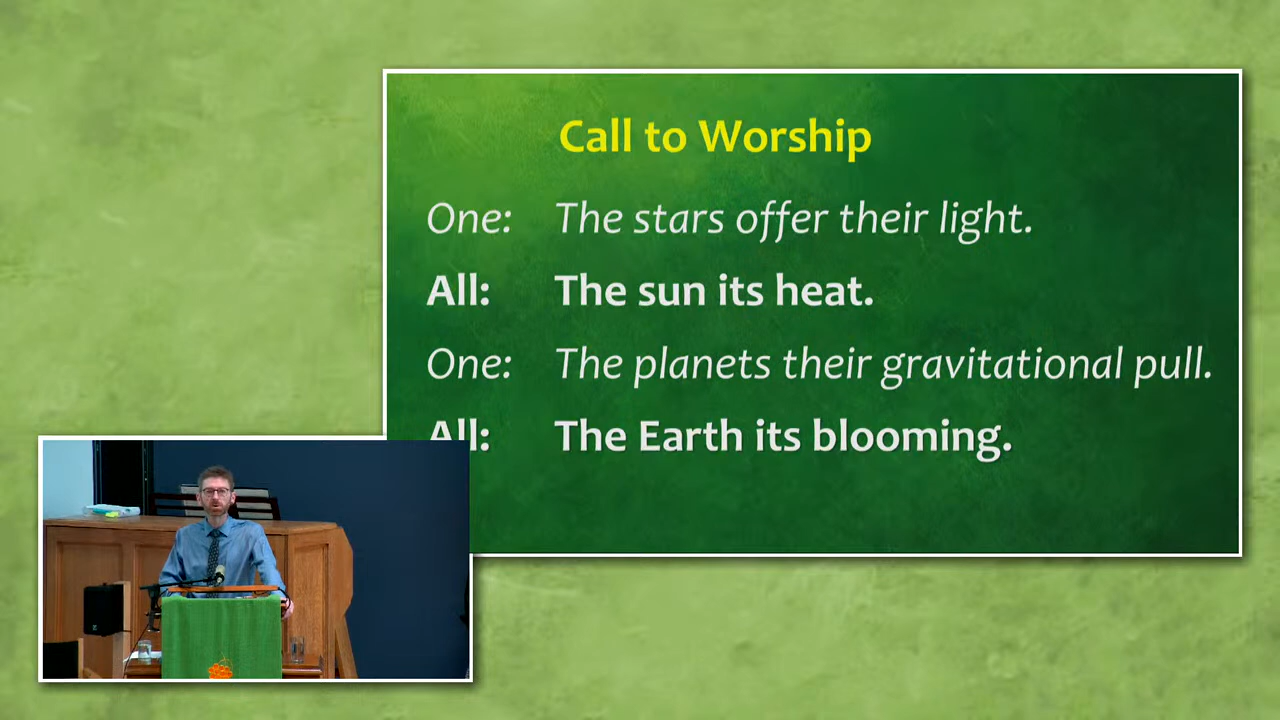 Call to Worship
One: The stars offer their light.
All: The sun its heat.
One: The planets their gravitational pull.
All: The Earth its blooming.